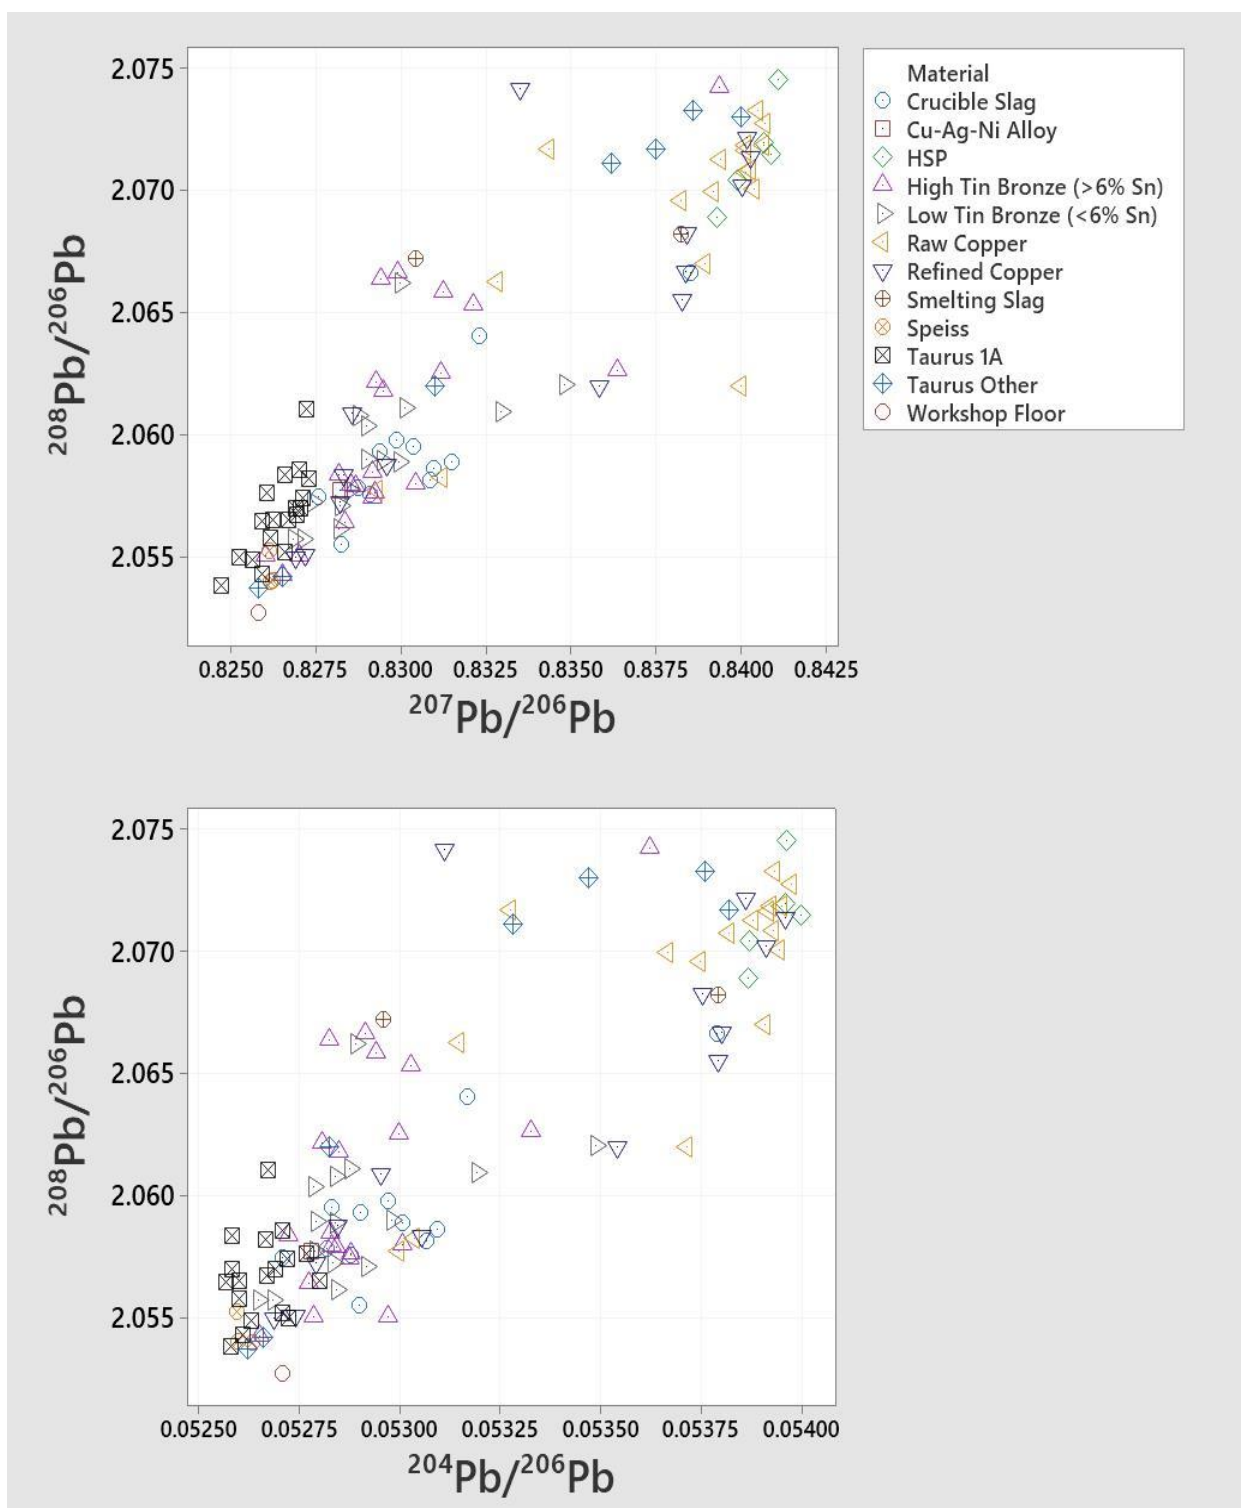 2.075
2.070
2.065
2.060
2.055
²⁰⁸Pb/²⁰⁶Pb
0.8250 0.8275 0.8300 0.8325 0.8350 0.8375 0.8400 0.8425
²⁰⁷Pb/²⁰⁶Pb
Material
Crucible Slag
Cu-Ag-Ni Alloy
HSP
High Tin Bronze (>6% Sn)
Low Tin Bronze (<6% Sn)
Raw Copper
Refined Copper
Smelting Slag
Speiss
Taurus 1A
Taurus Other
Workshop Floor
2.075
2.070
2.065
2.060
2.055
²⁰⁸Pb/²⁰⁶Pb
0.05250 0.05275 0.05300 0.05325 0.05350 0.05375 0.05400
²⁰⁴Pb/²⁰⁶Pb